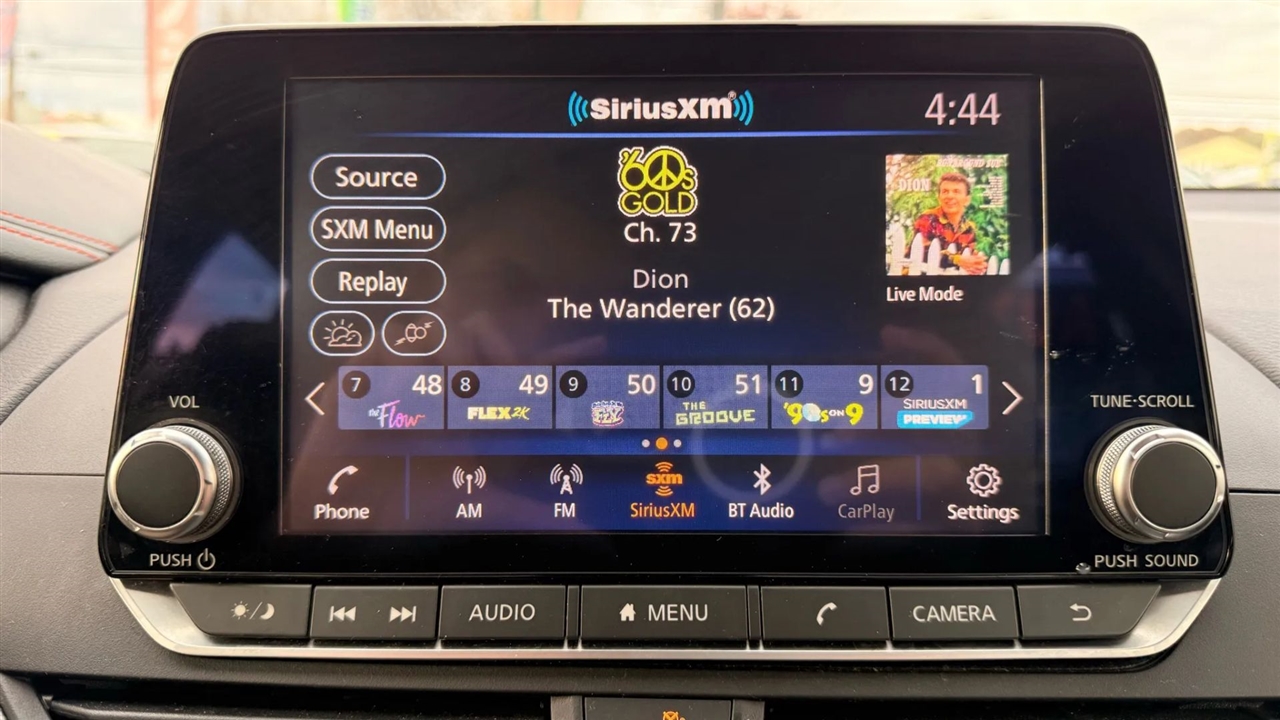 SiriusXM®
4:44
Source
SXM Menu
Replay
'60s
GOLD
Ch. 73
Dion
The Wanderer (62)
DION
Live Mode
7 48
the Flow
8 49
FLEX2K
9 50
10 51
THE
GROOVE
11 9
'90s ON 9
12 1
SIRIUSXM
PREVIEW
VOL
TUNE·SCROLL
Phone
AM
FM
sxm
SiriusXM
BT Audio
CarPlay
Settings
PUSH
PUSH SOUND
AUDIO
MENU
CAMERA